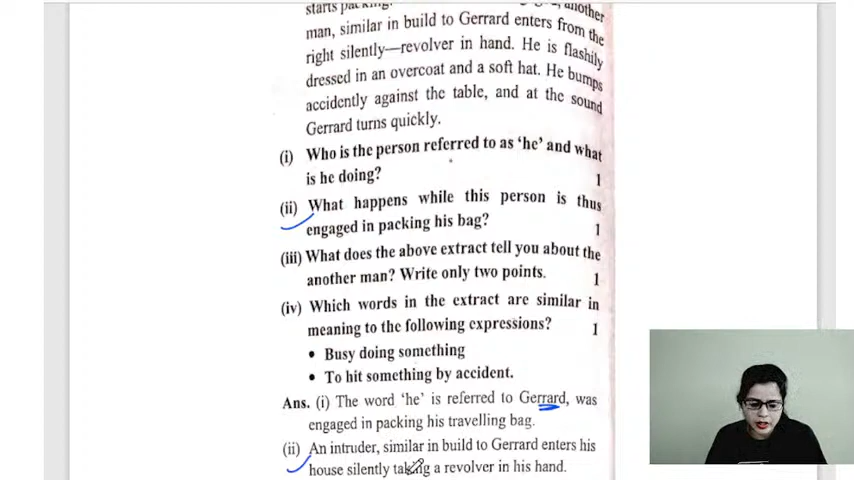 starts packing. another
man, similar in build to Gerrard enters from the
right silently—revolver in hand. He is flashily
dressed in an overcoat and a soft hat. He bumps
accidently against the table, and at the sound
Gerrard turns quickly.
(i) Who is the person referred to as ‘he’ and what
is he doing? 1
(ii) What happens while this person is thus
engaged in packing his bag? 1
(iii) What does the above extract tell you about the
another man? Write only two points. 1
(iv) Which words in the extract are similar in
meaning to the following expressions? 1
• Busy doing something
• To hit something by accident.
Ans. (i) The word ‘he’ is referred to Gerrard, was
engaged in packing his travelling bag.
(ii) An intruder, similar in build to Gerrard enters his
house silently taking a revolver in his hand.